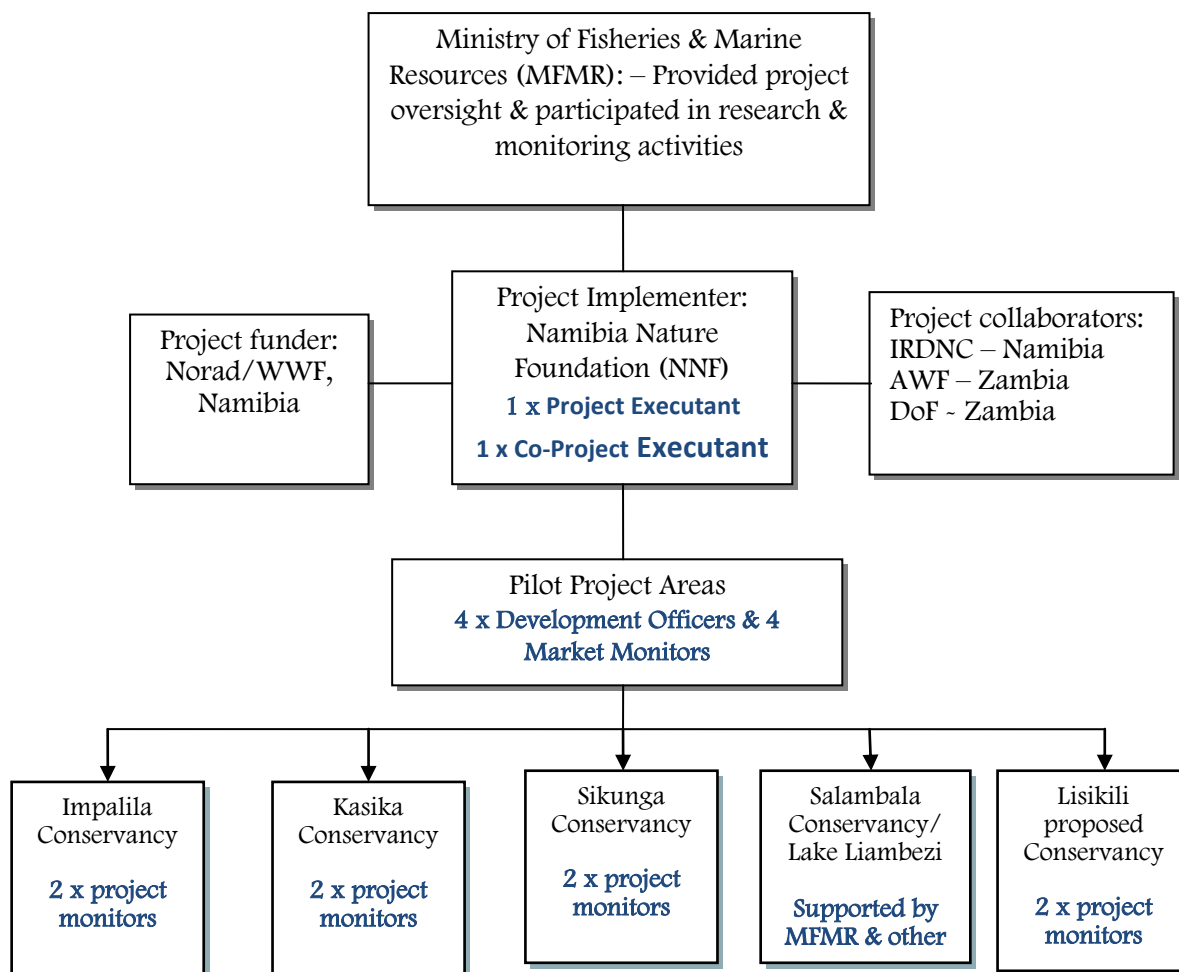 Ministry of Fisheries & Marine
Resources (MFMR): – Provided project
oversight & participated in research &
monitoring activities
Project funder:
Norad/WWF,
Namibia
Project Implementer:
Namibia Nature
Foundation (NNF)
1 x Project Executant
1 x Co-Project Executant
Project collaborators:
IRDNC – Namibia
AWF – Zambia
DoF - Zambia
Pilot Project Areas
4 x Development Officers & 4
Market Monitors
Impalila
Conservancy
2 x project
monitors
Kasika
Conservancy
2 x project
monitors
Sikunga
Conservancy
2 x project
monitors
Salambala
Conservancy/
Lake Liambezi
Supported by
MFMR & other
Lisikili
proposed
Conservancy
2 x project
monitors